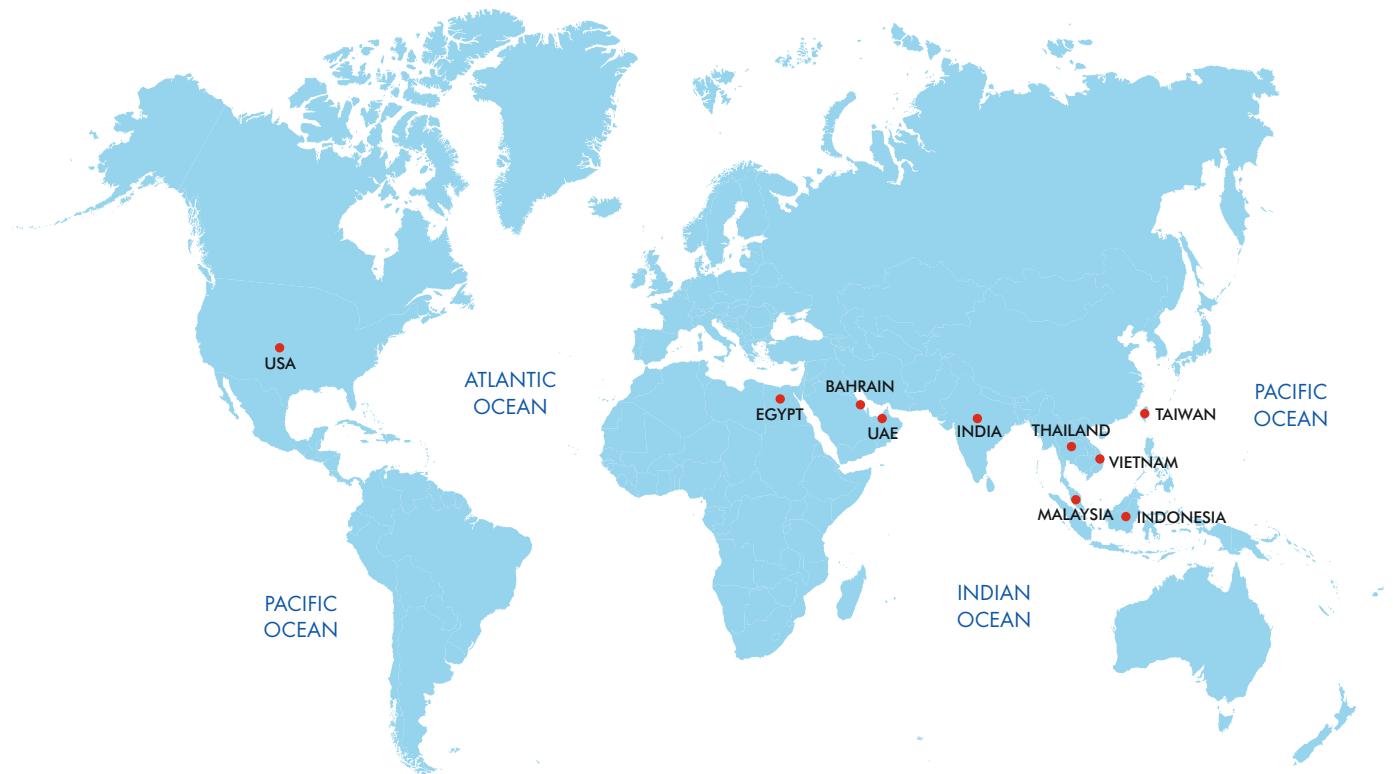 USA
ATLANTIC
OCEAN
BAHRAIN
EGYPT
UAE
INDIA
THAILAND
TAIWAN
PACIFIC
OCEAN
VIETNAM
MALAYSIA
INDONESIA
PACIFIC
OCEAN
INDIAN
OCEAN